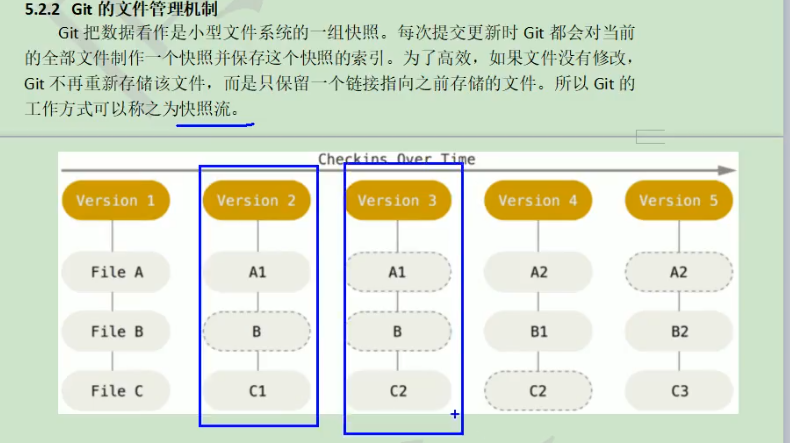 5.2.2 Git 的文件管理机制
Git 把数据看作是小型文件系统的一组快照。每次提交更新时 Git 都会对当前
的全部文件制作一个快照并保存这个快照的索引。为了高效，如果文件没有修改，
Git 不再重新存储该文件，而是只保留一个链接指向之前存储的文件。所以 Git 的
工作方式可以称之为快照流。
Checkins Over Time
Version 1 Version 2 Version 3 Version 4 Version 5
File A A1 A1 A2 A2
File B B B B1 B2
File C C1 C2 C2 C3